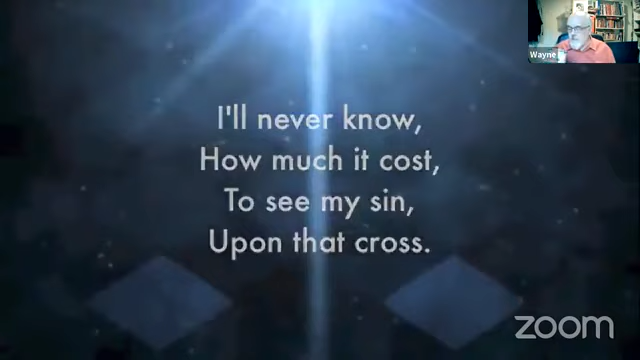 Wayne
I'll never know,
How much it cost,
To see my sin,
Upon that cross.
zoom